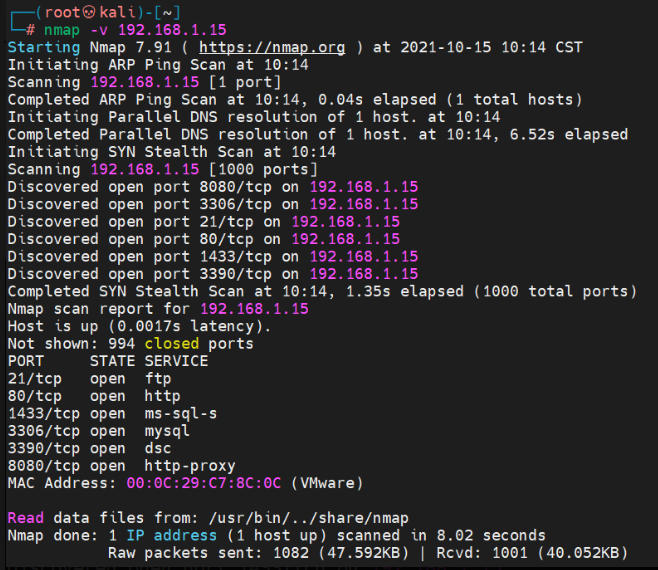 ┌──(root💀kali)-[~]
└─# nmap -v 192.168.1.15
Starting Nmap 7.91 ( https://nmap.org ) at 2021-10-15 10:14 CST
Initiating ARP Ping Scan at 10:14
Scanning 192.168.1.15 [1 port]
Completed ARP Ping Scan at 10:14, 0.04s elapsed (1 total hosts)
Initiating Parallel DNS resolution of 1 host. at 10:14
Completed Parallel DNS resolution of 1 host. at 10:14, 6.52s elapsed
Initiating SYN Stealth Scan at 10:14
Scanning 192.168.1.15 [1000 ports]
Discovered open port 8080/tcp on 192.168.1.15
Discovered open port 3306/tcp on 192.168.1.15
Discovered open port 21/tcp on 192.168.1.15
Discovered open port 80/tcp on 192.168.1.15
Discovered open port 1433/tcp on 192.168.1.15
Discovered open port 3390/tcp on 192.168.1.15
Completed SYN Stealth Scan at 10:14, 1.35s elapsed (1000 total ports)
Nmap scan report for 192.168.1.15
Host is up (0.0017s latency).
Not shown: 994 closed ports
PORT     STATE SERVICE
21/tcp   open  ftp
80/tcp   open  http
1433/tcp open  ms-sql-s
3306/tcp open  mysql
3390/tcp open  dsc
8080/tcp open  http-proxy
MAC Address: 00:0C:29:C7:8C:0C (VMware)

Read data files from: /usr/bin/../share/nmap
Nmap done: 1 IP address (1 host up) scanned in 8.02 seconds
           Raw packets sent: 1082 (47.592KB) | Rcvd: 1001 (40.052KB)